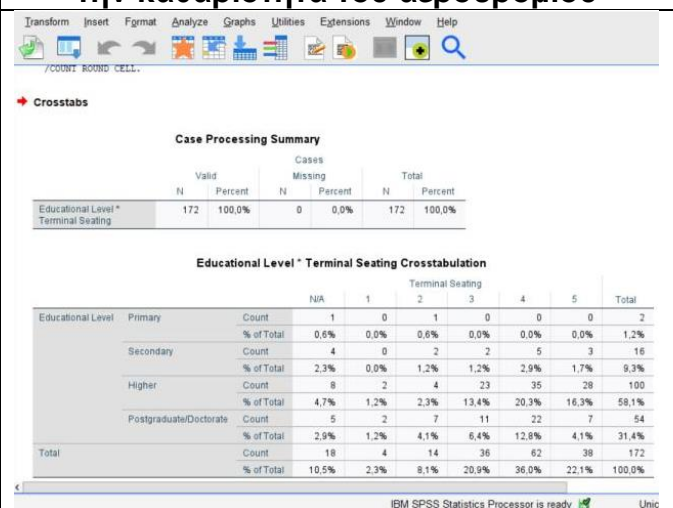 Transform Insert Format Analyze Graphs Utilities Extensions Window Help
/COUNT ROUND CELL.
Crosstabs
Case Processing Summary
Cases
Valid Missing Total
N Percent N Percent N Percent
Educational Level * Terminal Seating 172 100,0% 0 0,0% 172 100,0%
Educational Level * Terminal Seating Crosstabulation
Terminal Seating
N/A 1 2 3 4 5 Total
Educational Level Primary Count 1 0 1 0 0 0 2
% of Total 0,6% 0,0% 0,6% 0,0% 0,0% 0,0% 1,2%
Secondary Count 4 0 2 2 5 3 16
% of Total 2,3% 0,0% 1,2% 1,2% 2,9% 1,7% 9,3%
Higher Count 8 2 4 23 35 28 100
% of Total 4,7% 1,2% 2,3% 13,4% 20,3% 16,3% 58,1%
Postgraduate/Doctorate Count 5 2 7 11 22 7 54
% of Total 2,9% 1,2% 4,1% 6,4% 12,8% 4,1% 31,4%
Total Count 18 4 14 36 62 38 172
% of Total 10,5% 2,3% 8,1% 20,9% 36,0% 22,1% 100,0%
IBM SPSS Statistics Processor is ready